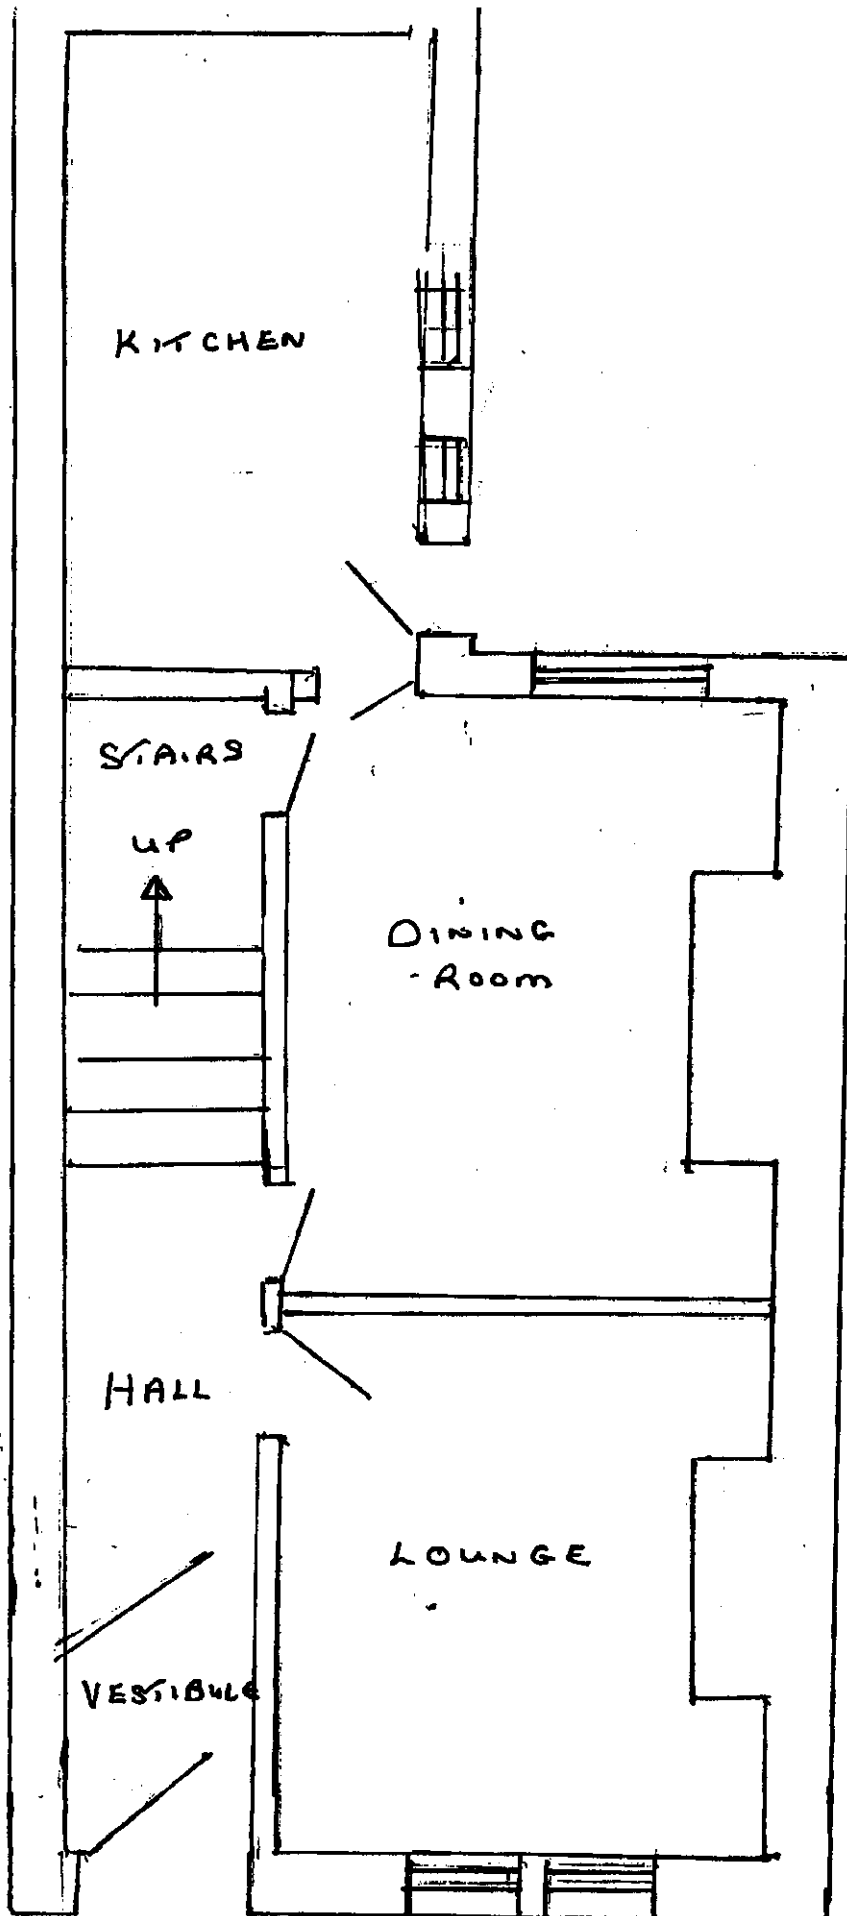 KITCHEN
STAIRS
UP
DINING
ROOM
HALL
LOUNGE
VESTIBULE